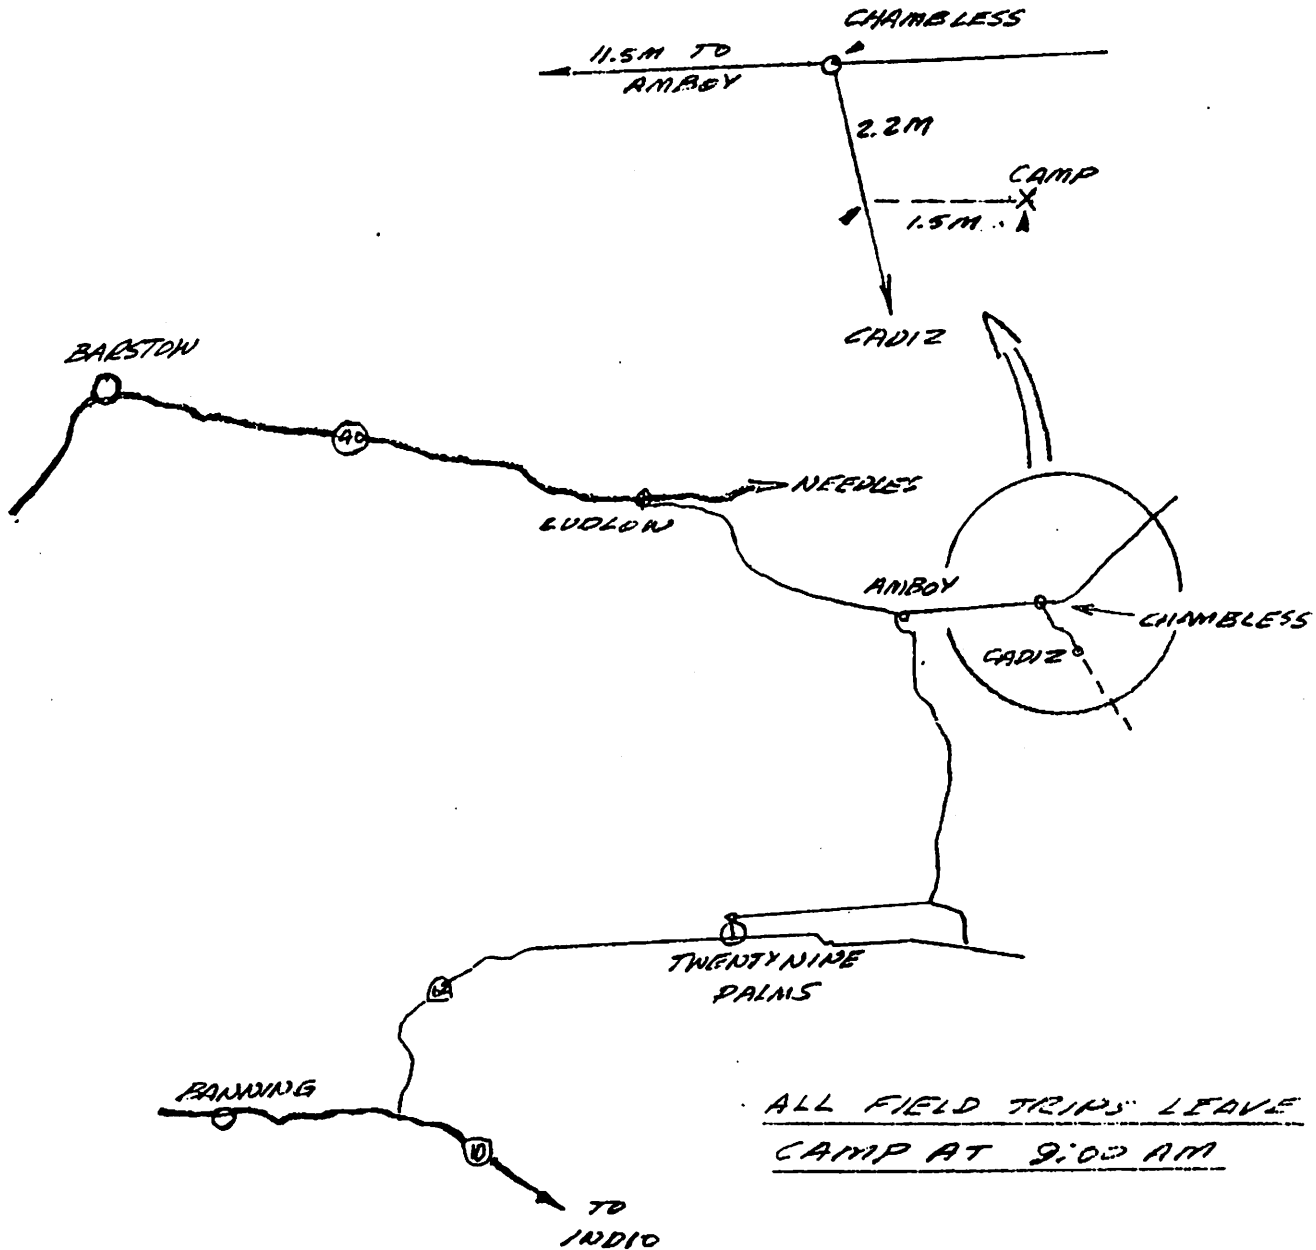 CHAMBLESS
11.5M TO
AMBOY
2.2M
CAMP
X
1.5M
CADIZ
BARSTOW
40
NEEDLES
LUDLOW
AMBOY
CHAMBLESS
CADIZ
TWENTYNINE
PALMS
62
BANNING
10
TO
INDIO
ALL FIELD TRIPS LEAVE
CAMP AT 9:00 AM